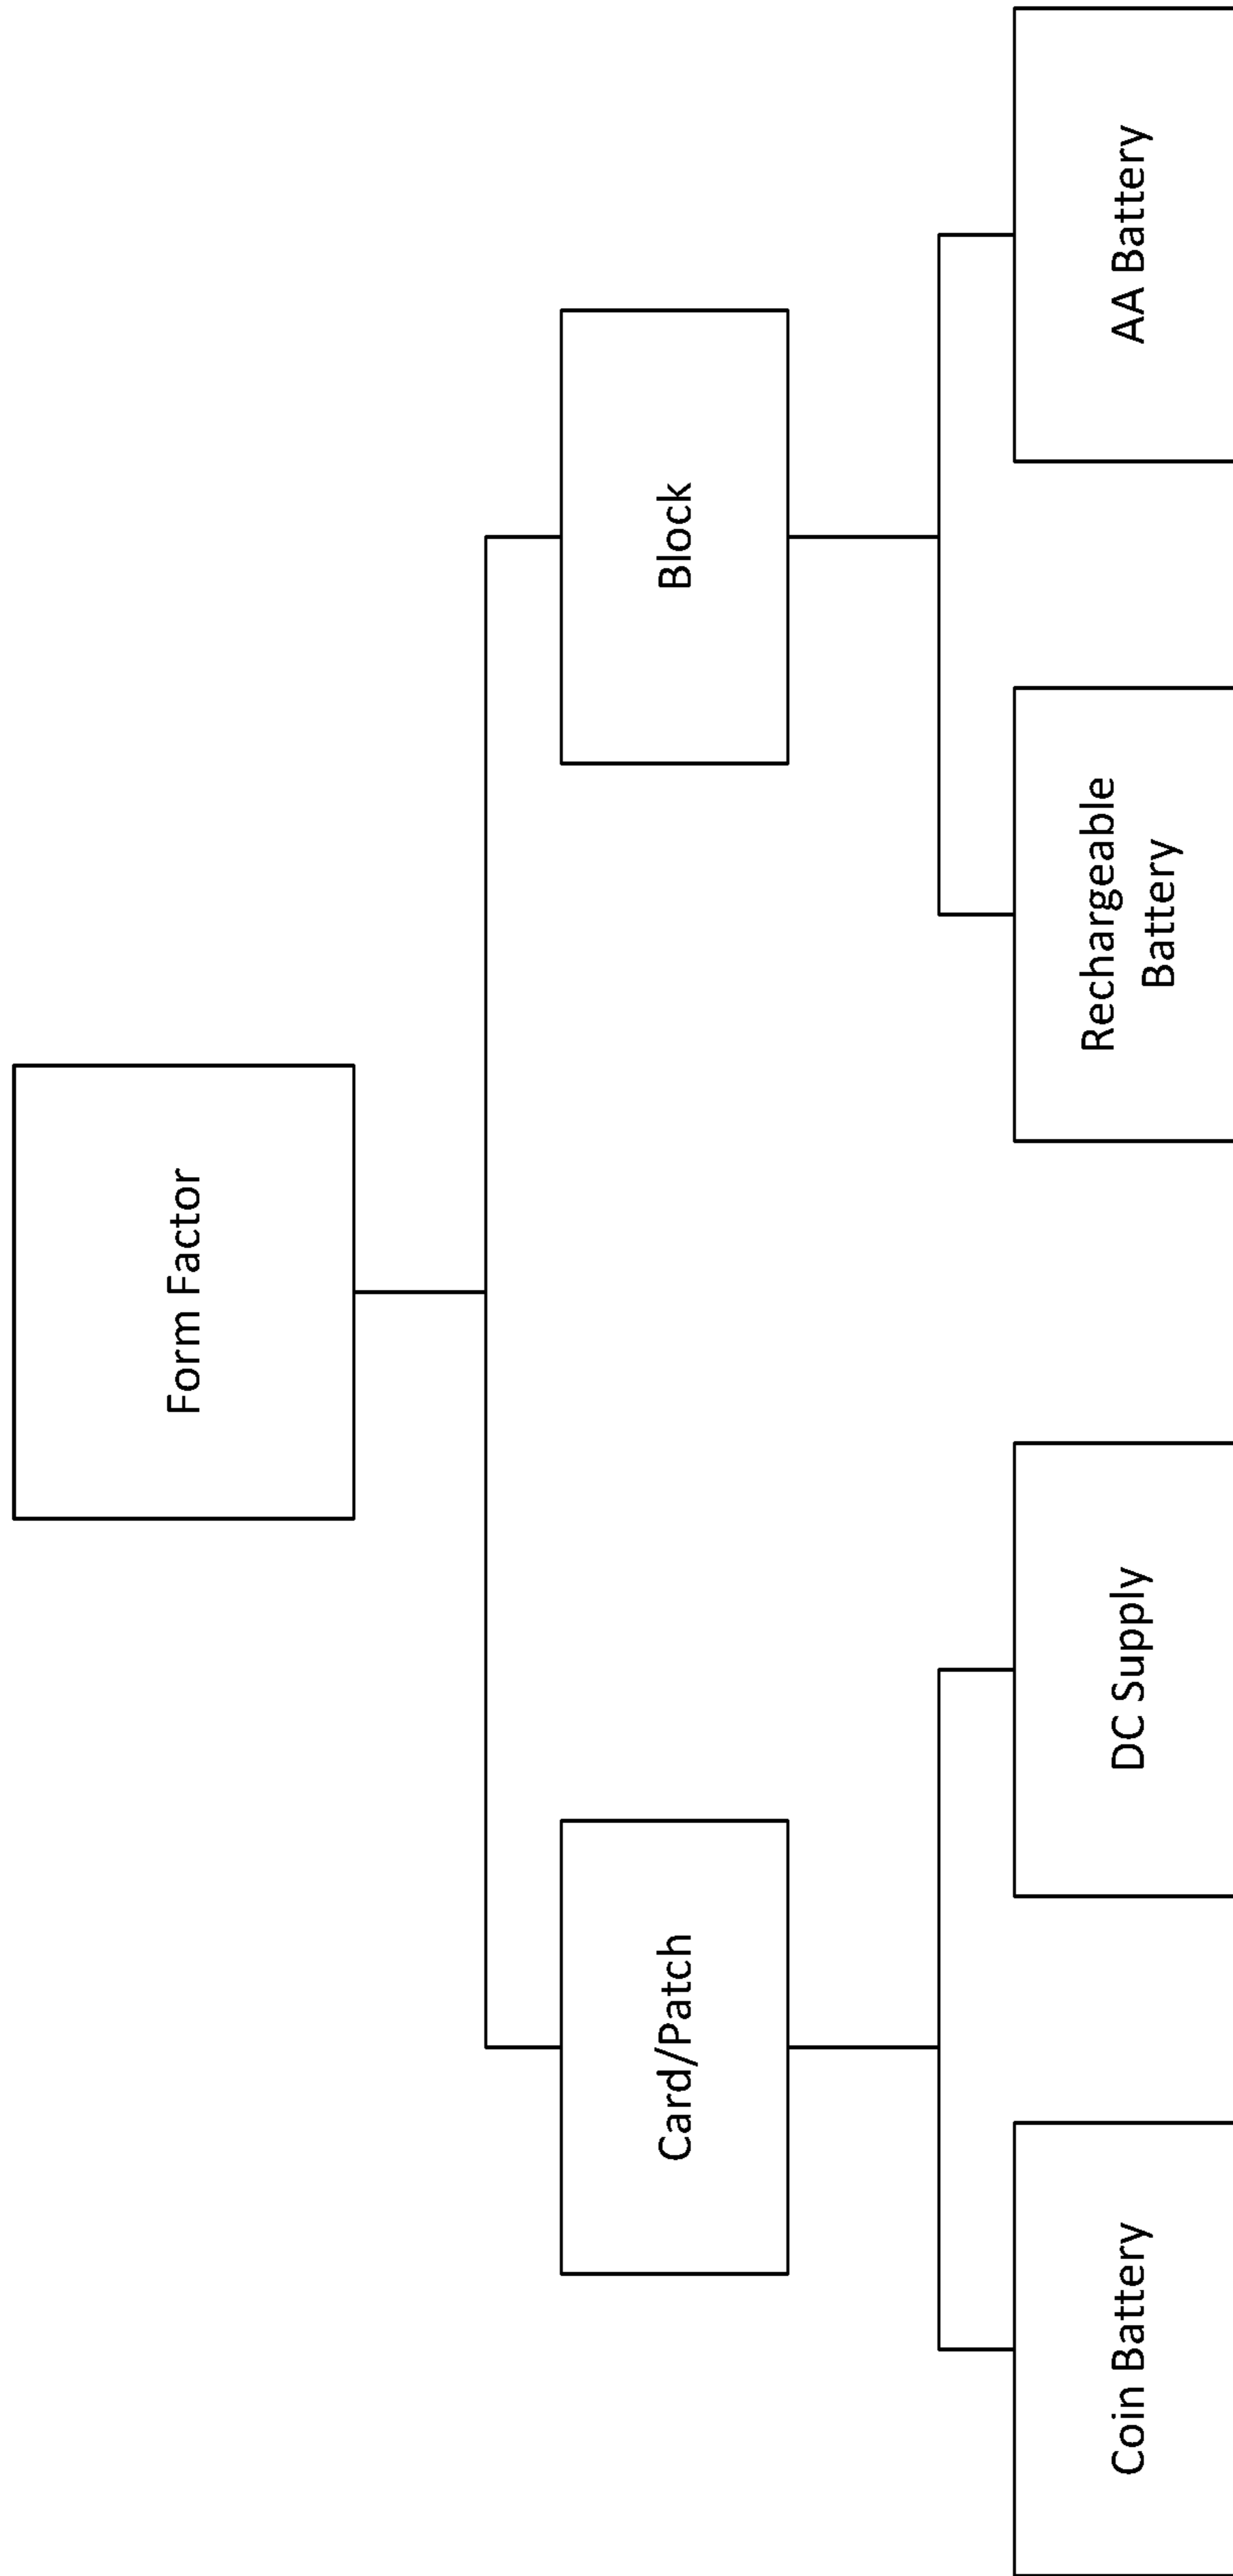 Form Factor
Card/Patch
Block
Coin Battery
DC Supply
Rechargeable
Battery
AA Battery